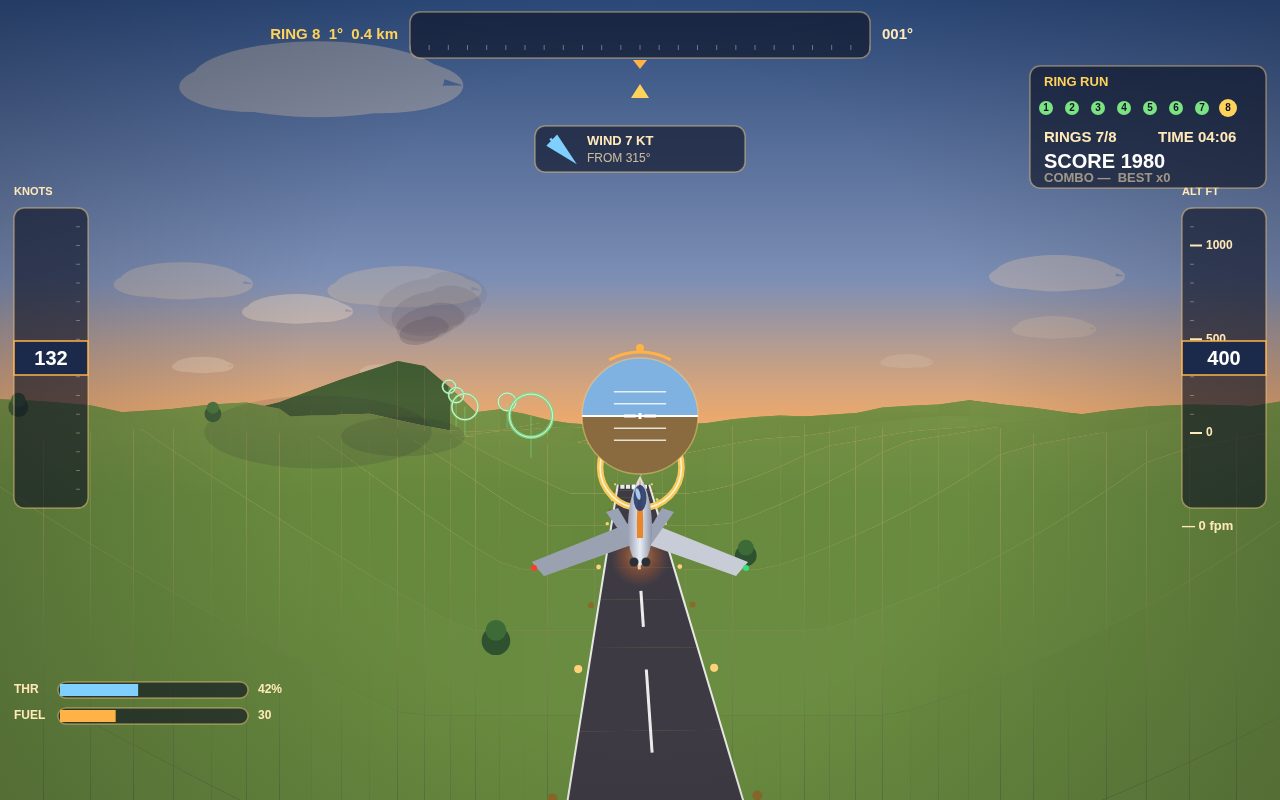 RING 8 1° 0.4 km
001°
RING RUN
1 2 3 4 5 6 7 8
RINGS 7/8 TIME 04:06
SCORE 1980
COMBO — BEST x0
WIND 7 KT
FROM 315°
KNOTS
132
ALT FT
1000
500
400
0
— 0 fpm
THR 42%
FUEL 30